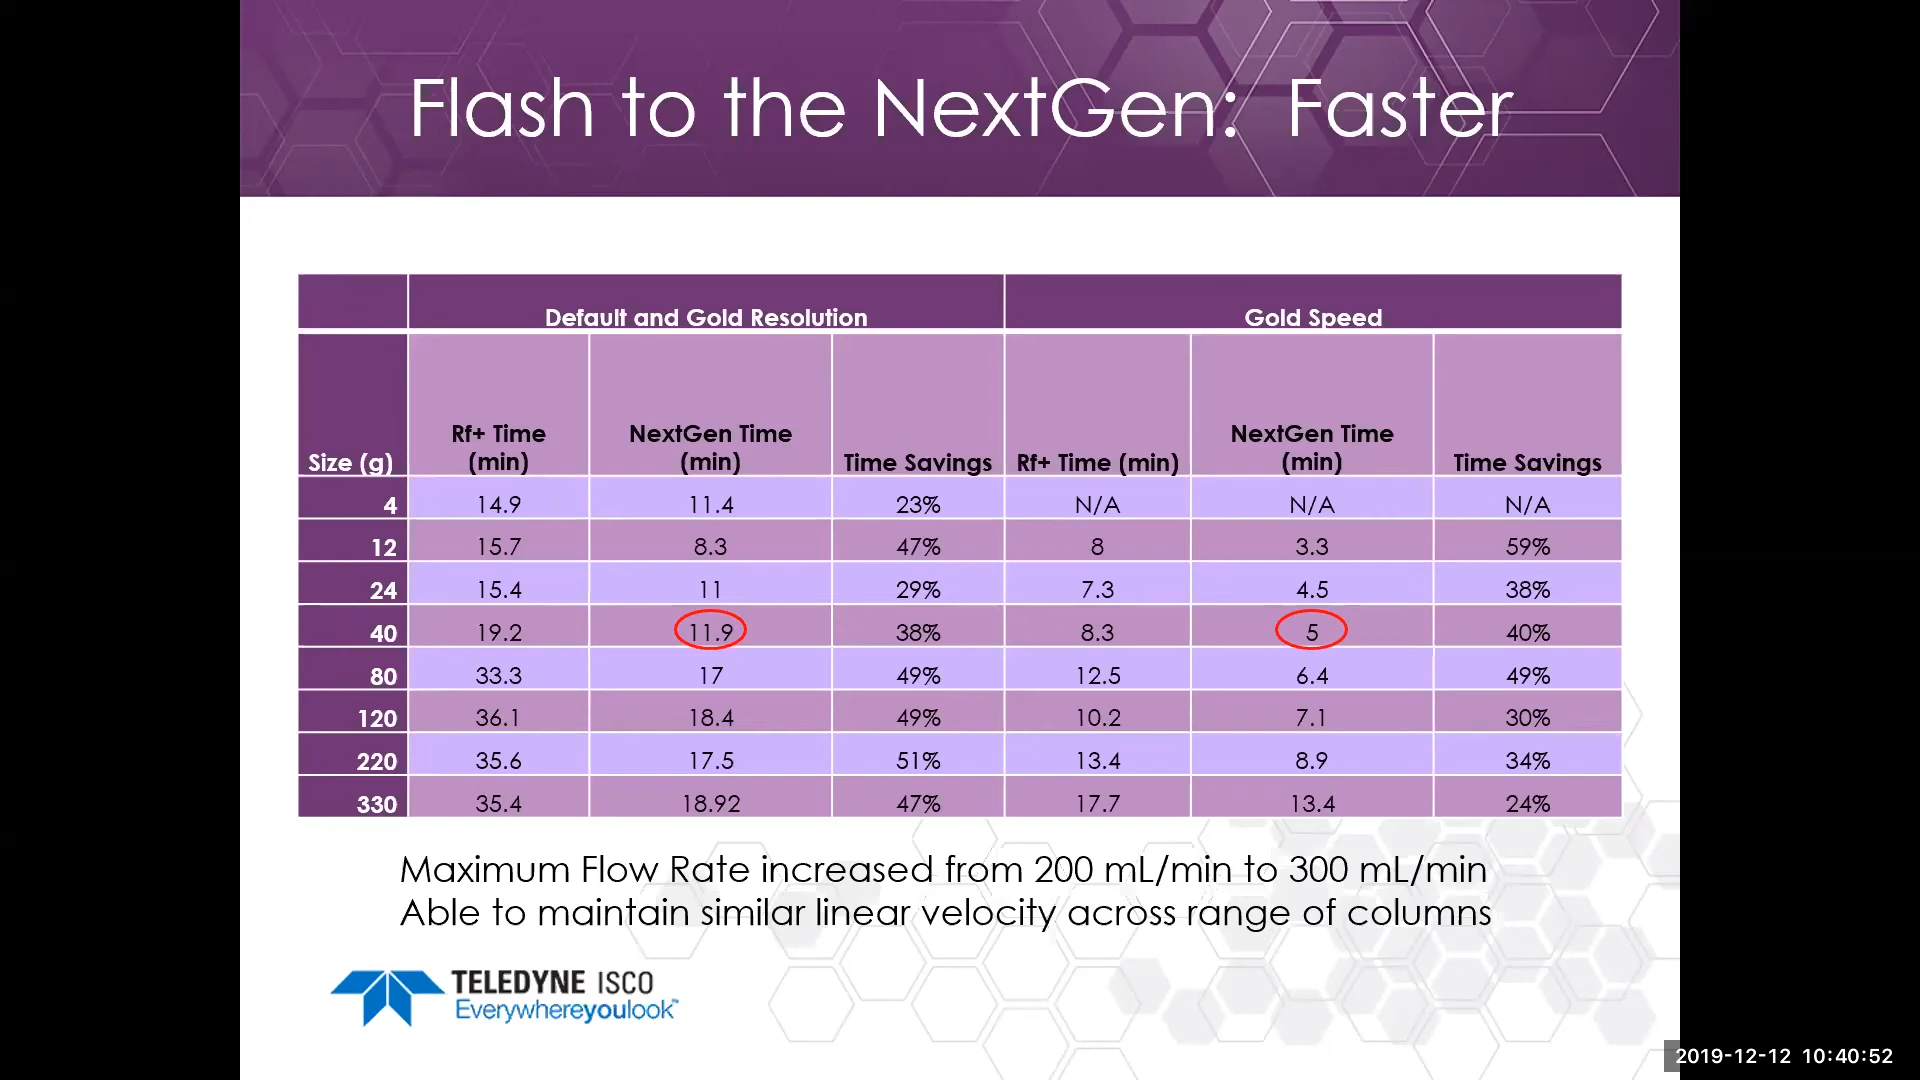 Flash to the NextGen: Faster
Default and Gold Resolution Gold Speed
Size (g) Rf+ Time (min) NextGen Time (min) Time Savings Rf+ Time (min) NextGen Time (min) Time Savings
4 14.9 11.4 23% N/A N/A N/A
12 15.7 8.3 47% 8 3.3 59%
24 15.4 11 29% 7.3 4.5 38%
40 19.2 11.9 38% 8.3 5 40%
80 33.3 17 49% 12.5 6.4 49%
120 36.1 18.4 49% 10.2 7.1 30%
220 35.6 17.5 51% 13.4 8.9 34%
330 35.4 18.92 47% 17.7 13.4 24%
Maximum Flow Rate increased from 200 mL/min to 300 mL/min
Able to maintain similar linear velocity across range of columns
TELEDYNE ISCO
Everywhereyoulook™
2019-12-12 10:40:52